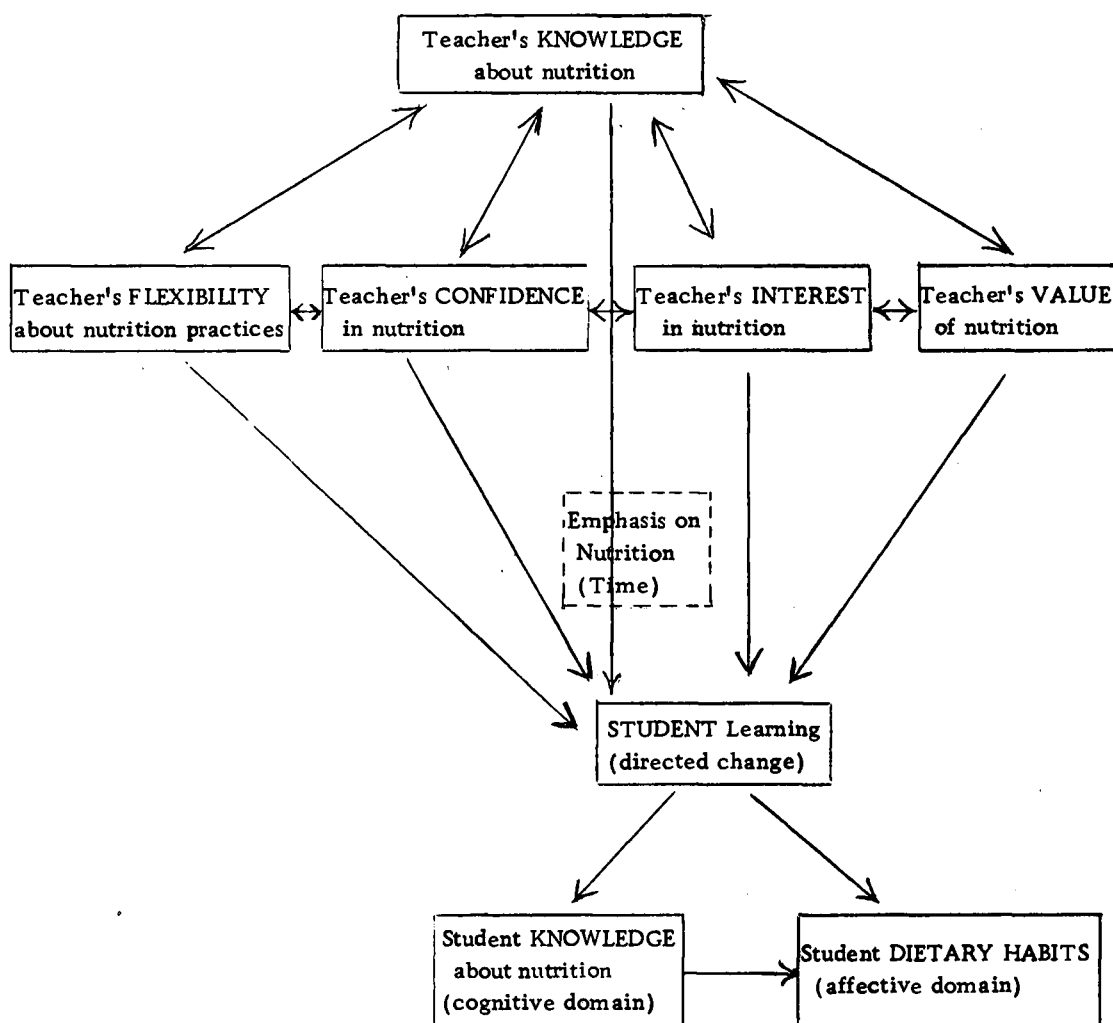 Teacher's KNOWLEDGE
about nutrition
Teacher's FLEXIBILITY
about nutrition practices
Teacher's CONFIDENCE
in nutrition
Teacher's INTEREST
in nutrition
Teacher's VALUE
of nutrition
Emphasis on
Nutrition
(Time)
STUDENT Learning
(directed change)
Student KNOWLEDGE
about nutrition
(cognitive domain)
Student DIETARY HABITS
(affective domain)